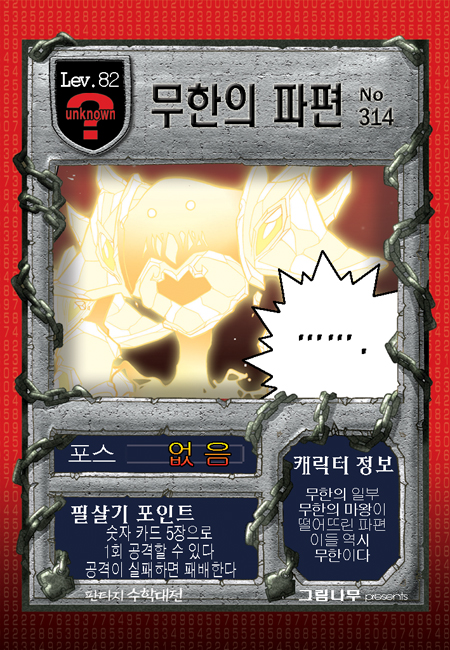 Lev. 82
unknown
?
무한의 파편
No
314
.......
포스 없음
필살기 포인트
숫자 카드 5장으로
1회 공격할 수 있다
공격이 실패하면 패배한다
캐릭터 정보
무한의 일부
무한의 마왕이
떨어뜨린 파편
이들 역시
무한이다
판타지 수학대전
그림나무 presents